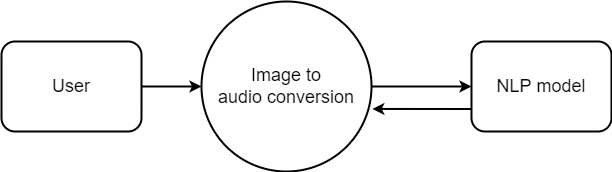 User
Image to
audio conversion
NLP model